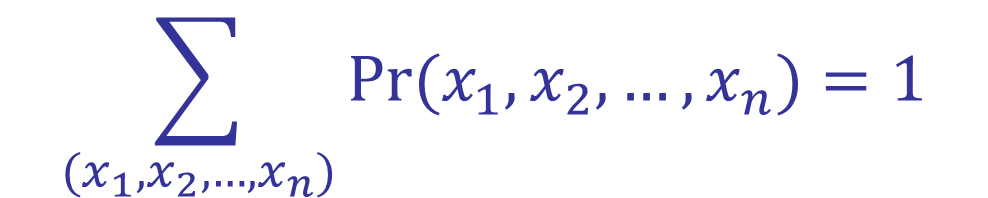 ∑ Pr(x₁, x₂, … , xₙ) = 1
(x₁,x₂,…,xₙ)